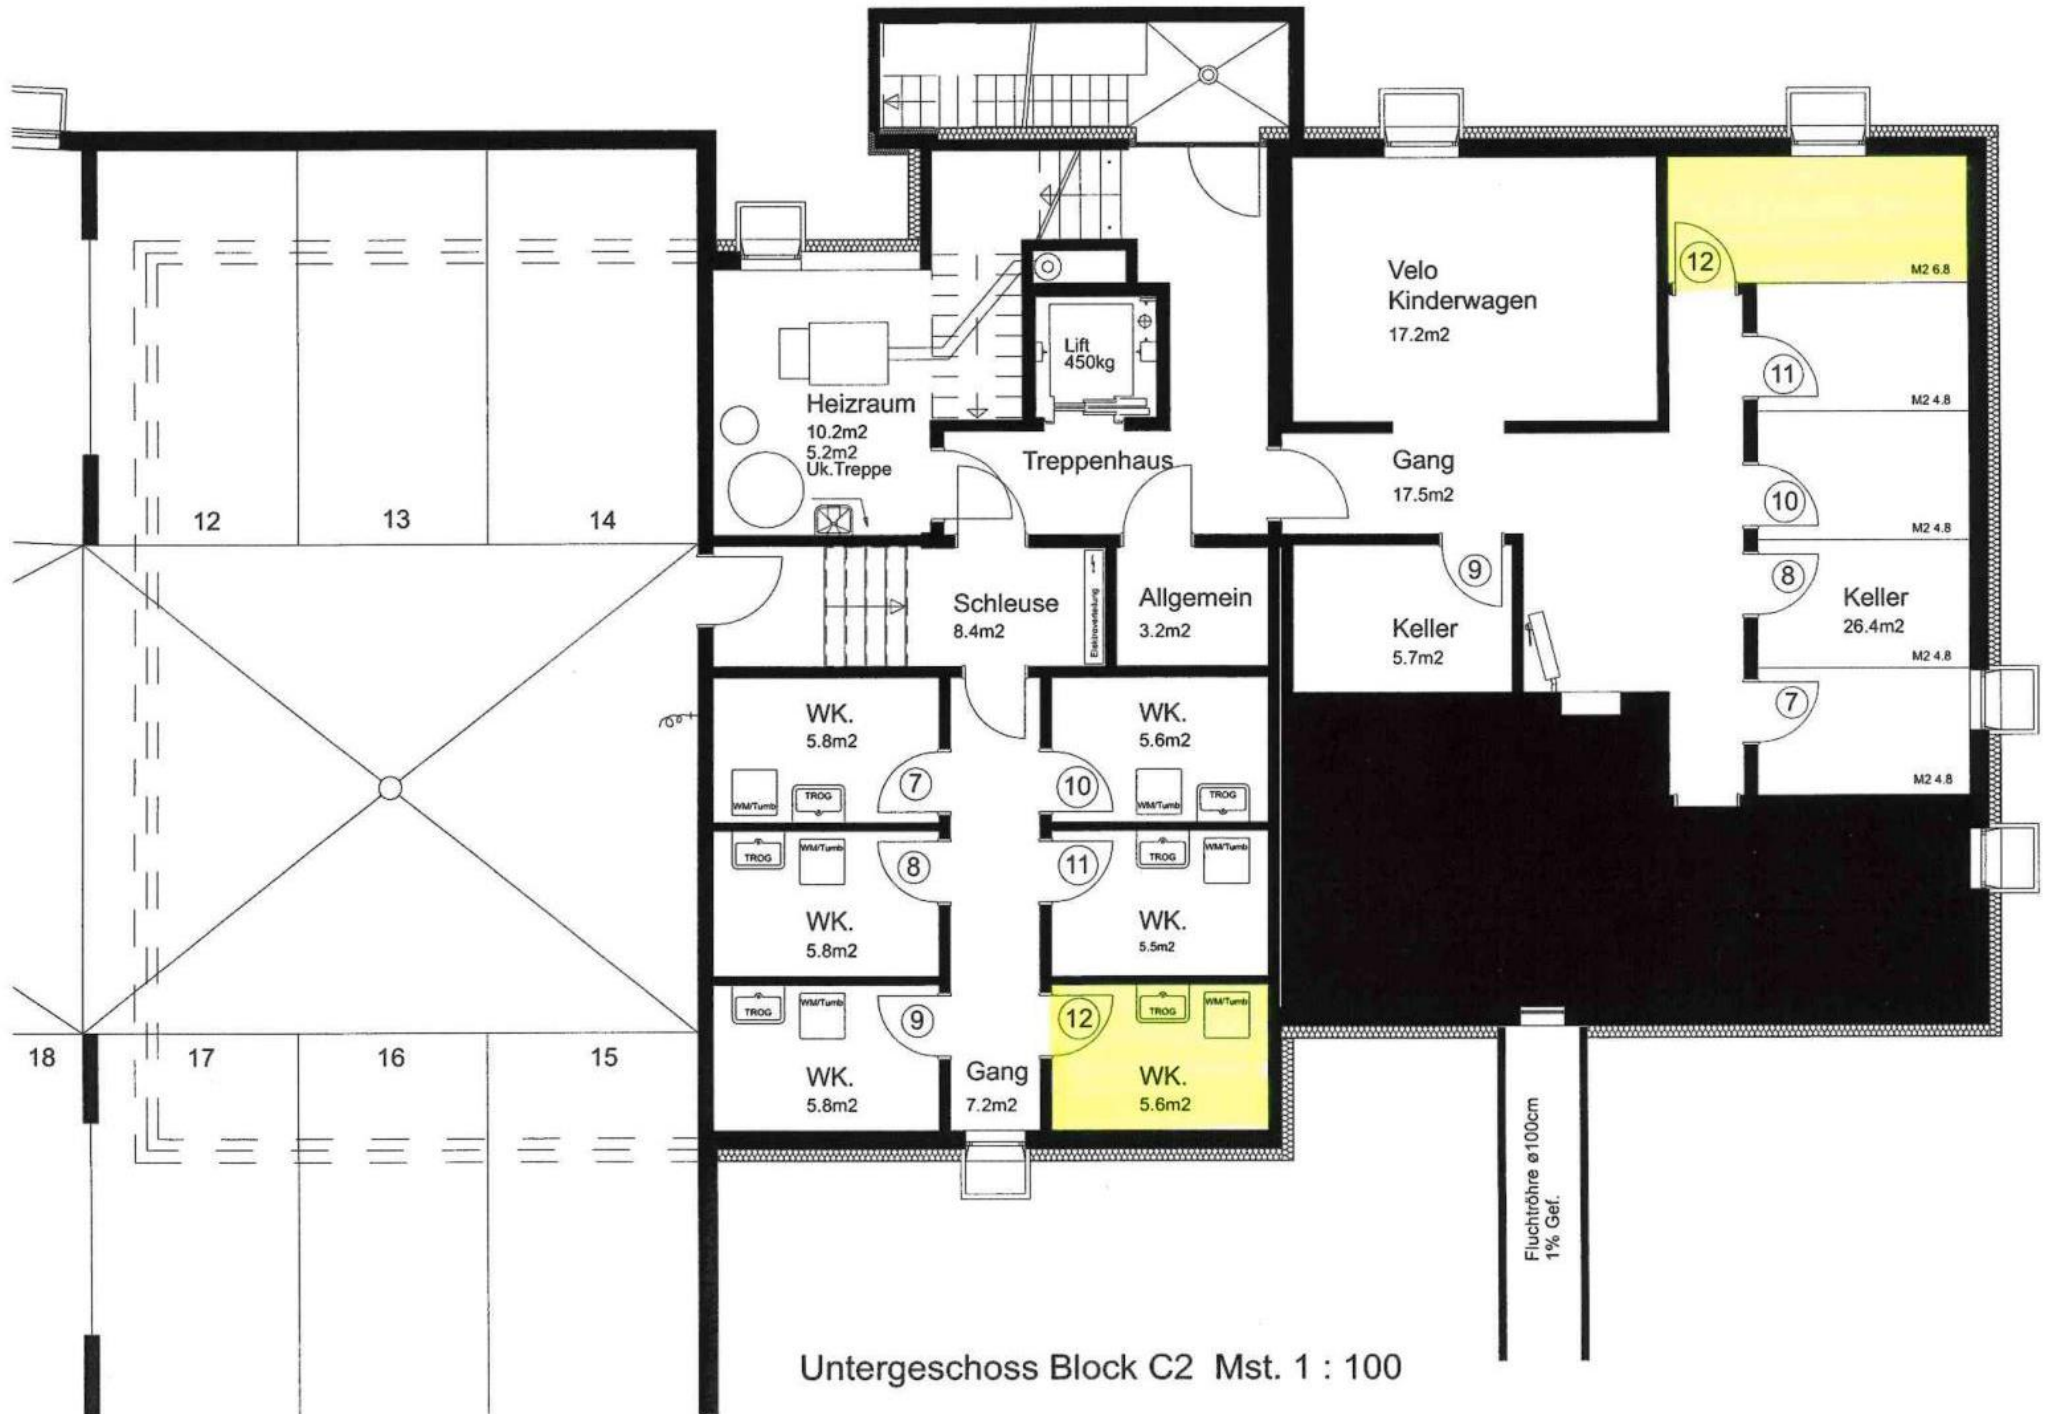 Velo
Kinderwagen
17.2m2
12
M2 6.8
11
M2 4.8
Lift
450kg
Heizraum
10.2m2
5.2m2
Uk.Treppe
Treppenhaus
Gang
17.5m2
10
M2 4.8
12
13
14
Schleuse
8.4m2
Elektroverteilung
Allgemein
3.2m2
9
Keller
5.7m2
8
Keller
26.4m2
M2 4.8
7
M2 4.8
WK.
5.8m2
WM/Tumb
TROG
7
WK.
5.6m2
WM/Tumb
TROG
10
TROG
WM/Tumb
8
WK.
5.8m2
11
TROG
WM/Tumb
WK.
5.5m2
TROG
WM/Tumb
9
WK.
5.8m2
Gang
7.2m2
12
TROG
WM/Tumb
WK.
5.6m2
18
17
16
15
Fluchtröhre ø100cm
1% Gef.
Untergeschoss Block C2 Mst. 1 : 100